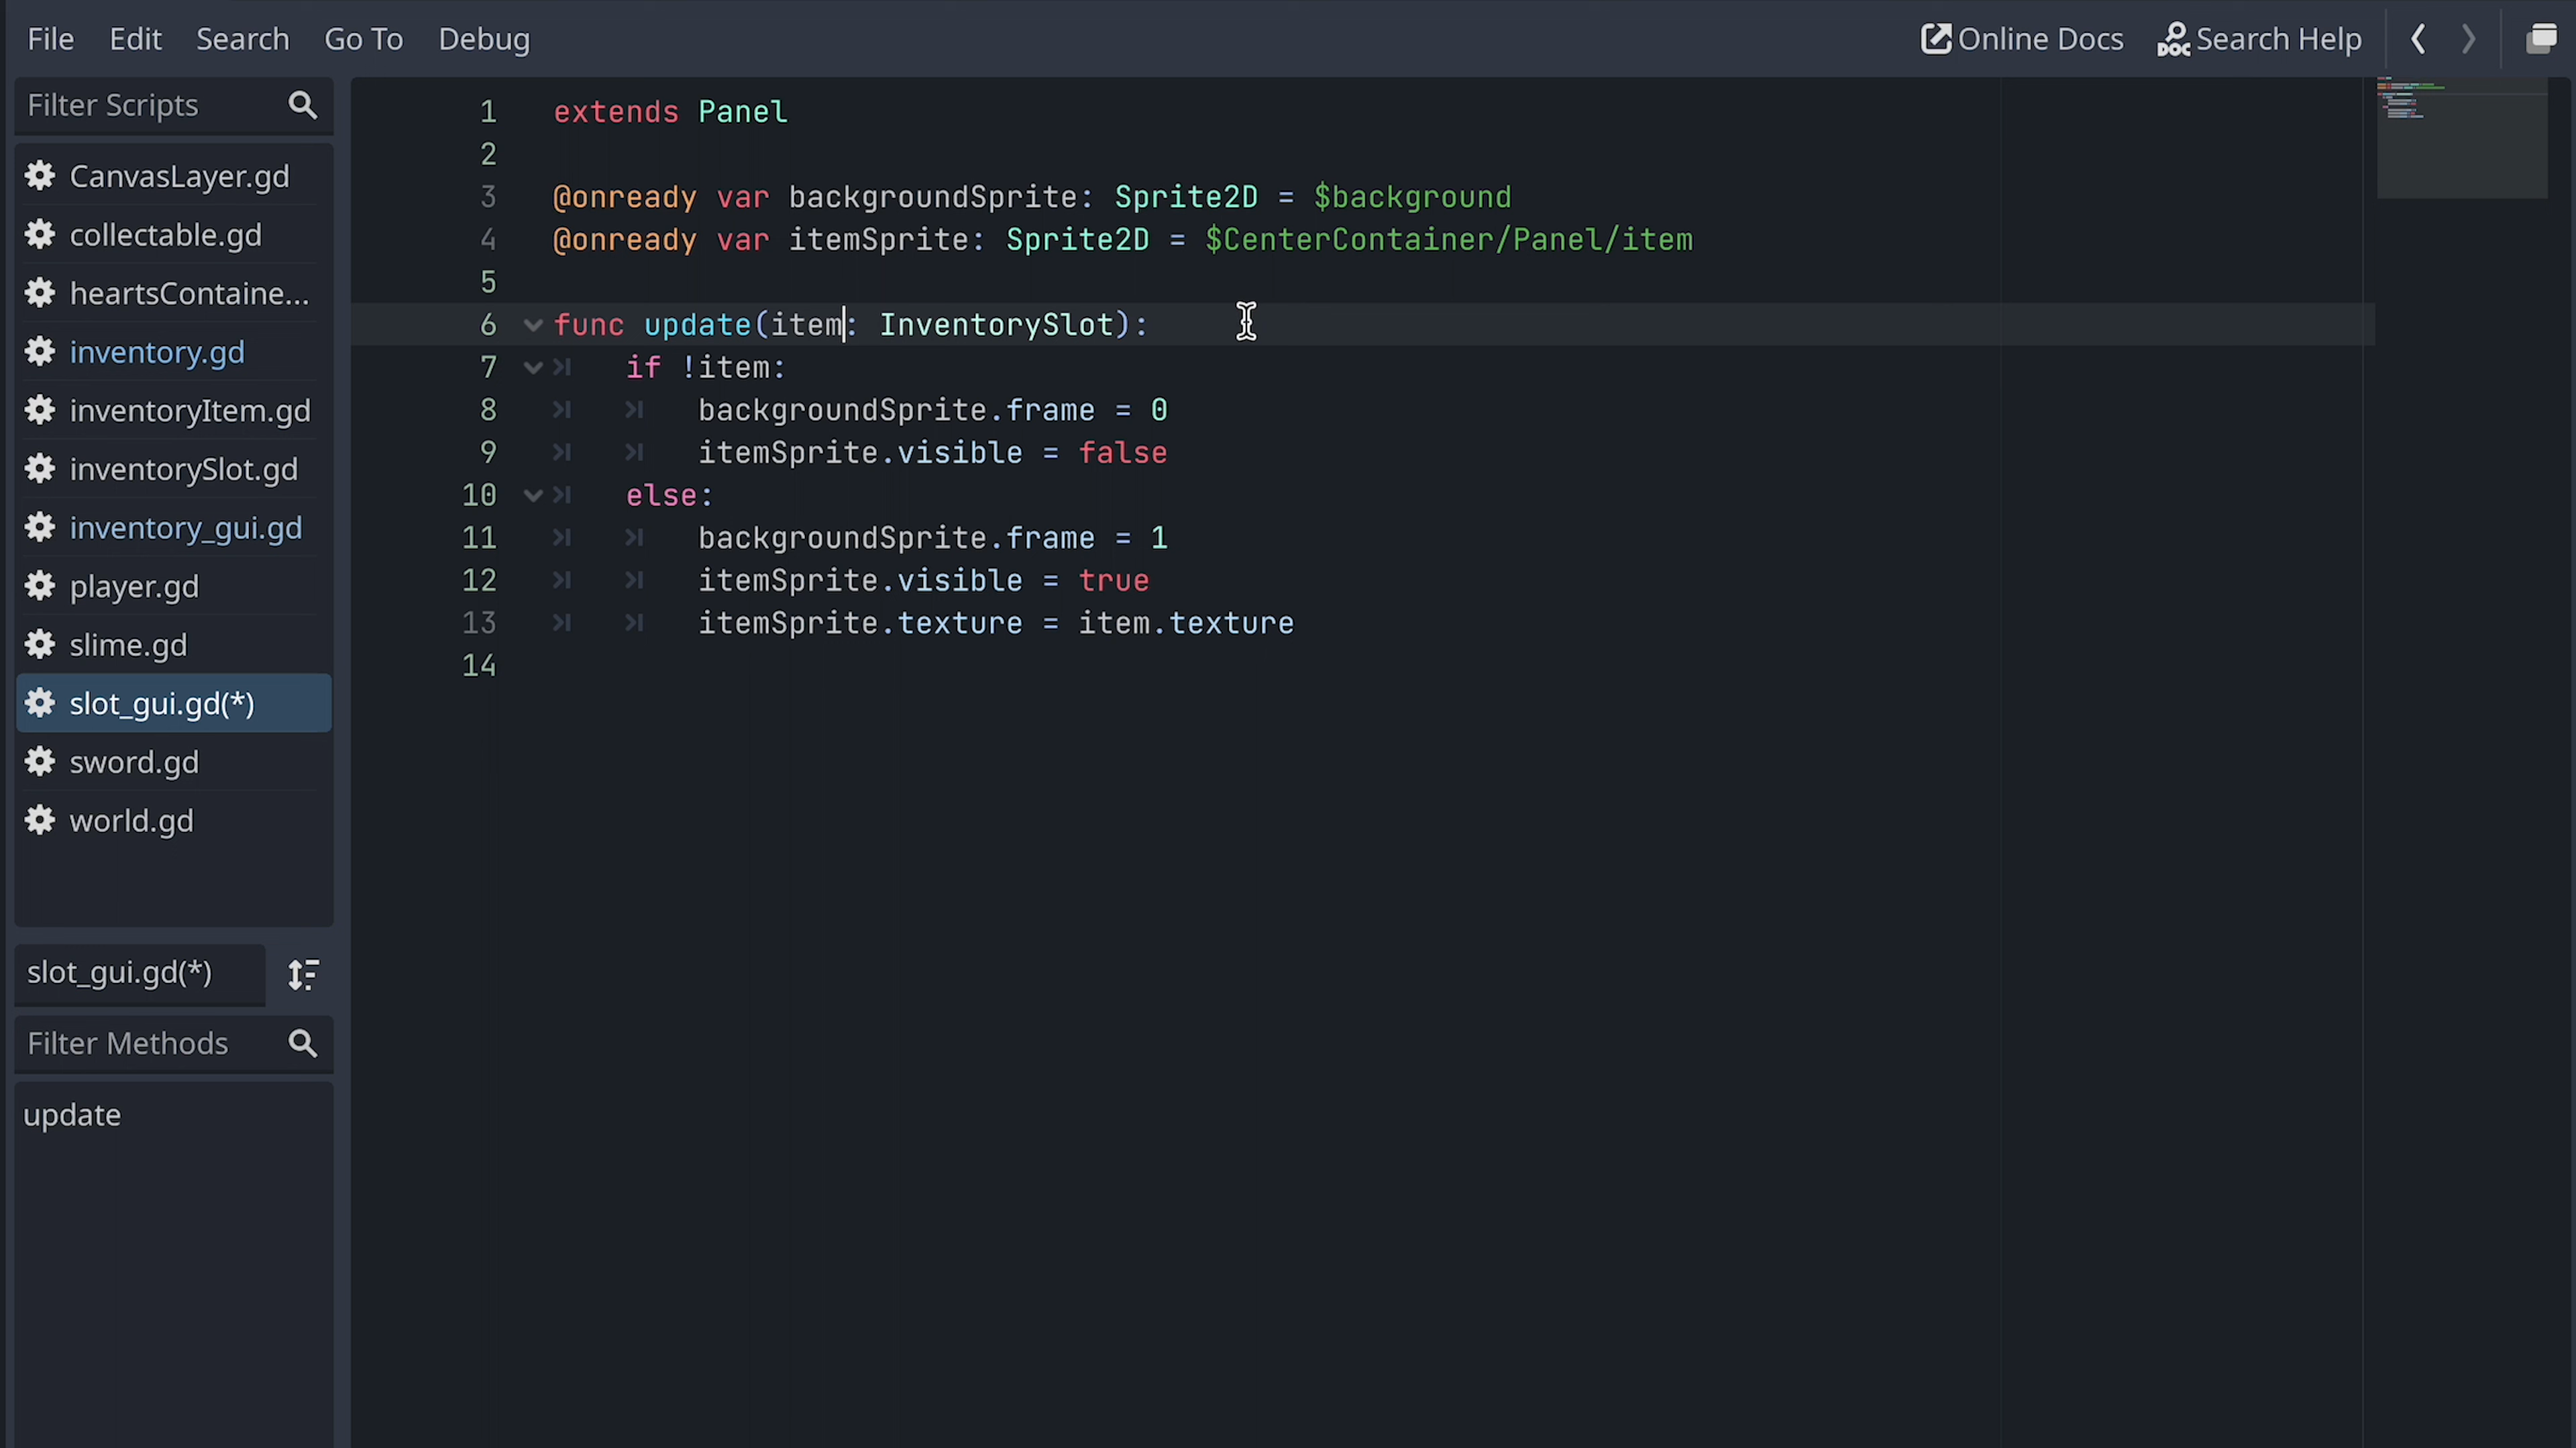 File Edit Search Go To Debug Online Docs Search Help
Filter Scripts
CanvasLayer.gd
collectable.gd
heartsContaine...
inventory.gd
inventoryItem.gd
inventorySlot.gd
inventory_gui.gd
player.gd
slime.gd
slot_gui.gd(*)
sword.gd
world.gd
slot_gui.gd(*)
Filter Methods
update
1 extends Panel
2
3 @onready var backgroundSprite: Sprite2D = $background
4 @onready var itemSprite: Sprite2D = $CenterContainer/Panel/item
5
6 func update(item: InventorySlot):
7 if !item:
8 backgroundSprite.frame = 0
9 itemSprite.visible = false
10 else:
11 backgroundSprite.frame = 1
12 itemSprite.visible = true
13 itemSprite.texture = item.texture
14